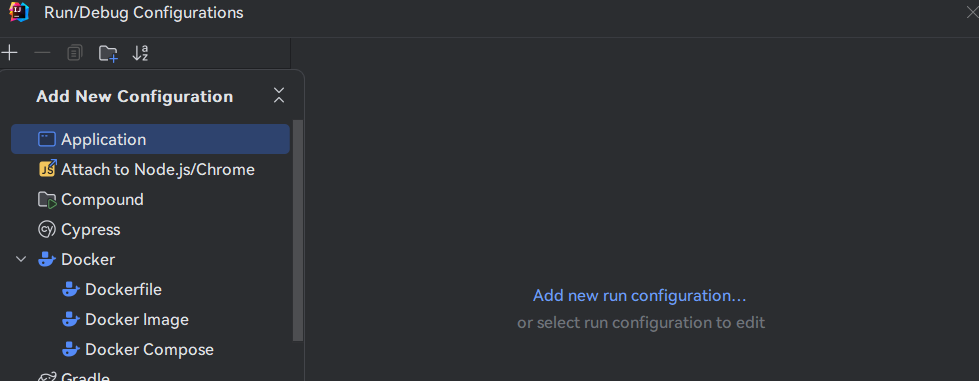 Run/Debug Configurations
Add New Configuration
Application
Attach to Node.js/Chrome
Compound
Cypress
Docker
Dockerfile
Docker Image
Docker Compose
Gradle
Add new run configuration...
or select run configuration to edit